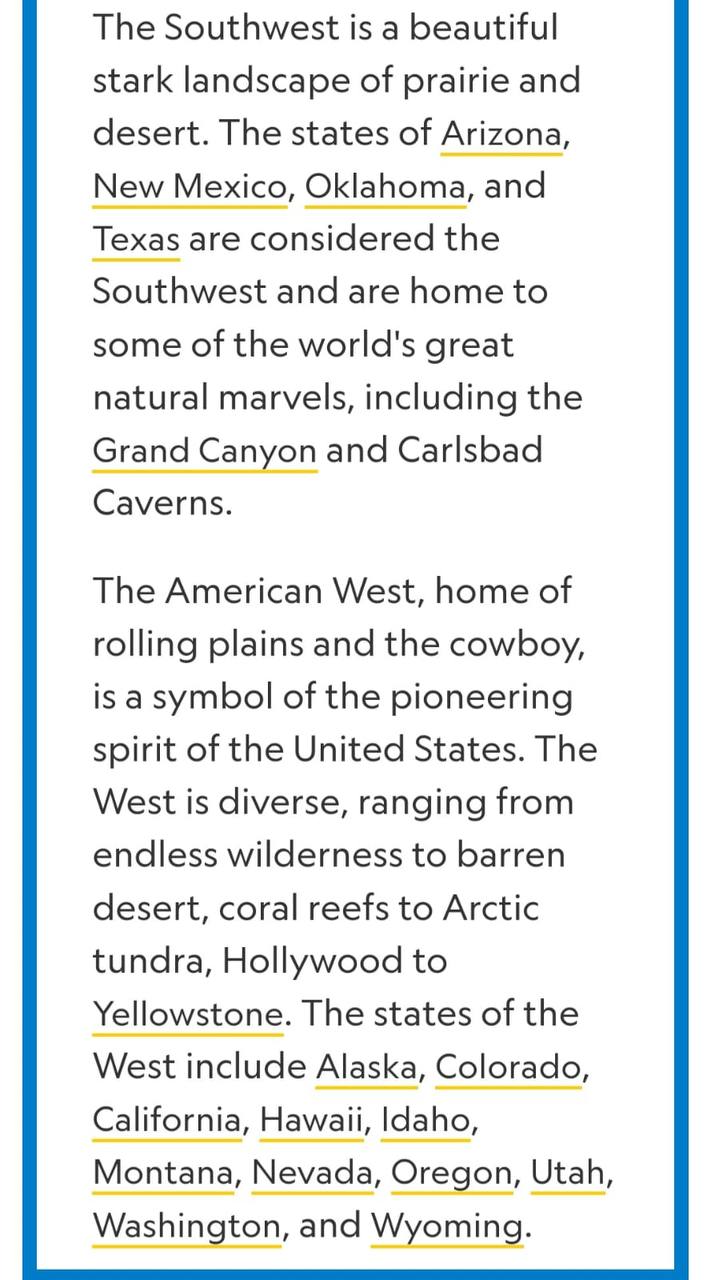 The Southwest is a beautiful
stark landscape of prairie and
desert. The states of Arizona,
New Mexico, Oklahoma, and
Texas are considered the
Southwest and are home to
some of the world's great
natural marvels, including the
Grand Canyon and Carlsbad
Caverns.
The American West, home of
rolling plains and the cowboy,
is a symbol of the pioneering
spirit of the United States. The
West is diverse, ranging from
endless wilderness to barren
desert, coral reefs to Arctic
tundra, Hollywood to
Yellowstone. The states of the
West include Alaska, Colorado,
California, Hawaii, Idaho,
Montana, Nevada, Oregon, Utah,
Washington, and Wyoming.